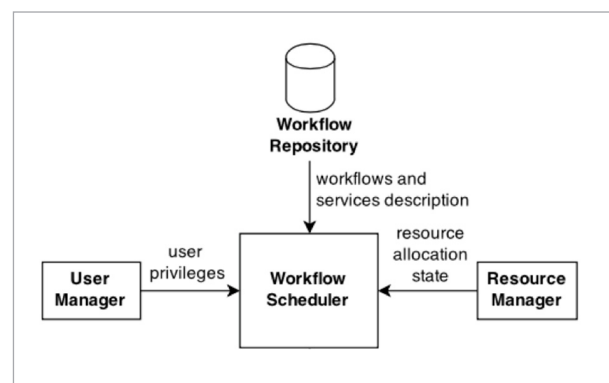 Workflow
Repository
workflows and
services description
user
privileges
resource
allocation
state
User
Manager
Workflow
Scheduler
Resource
Manager